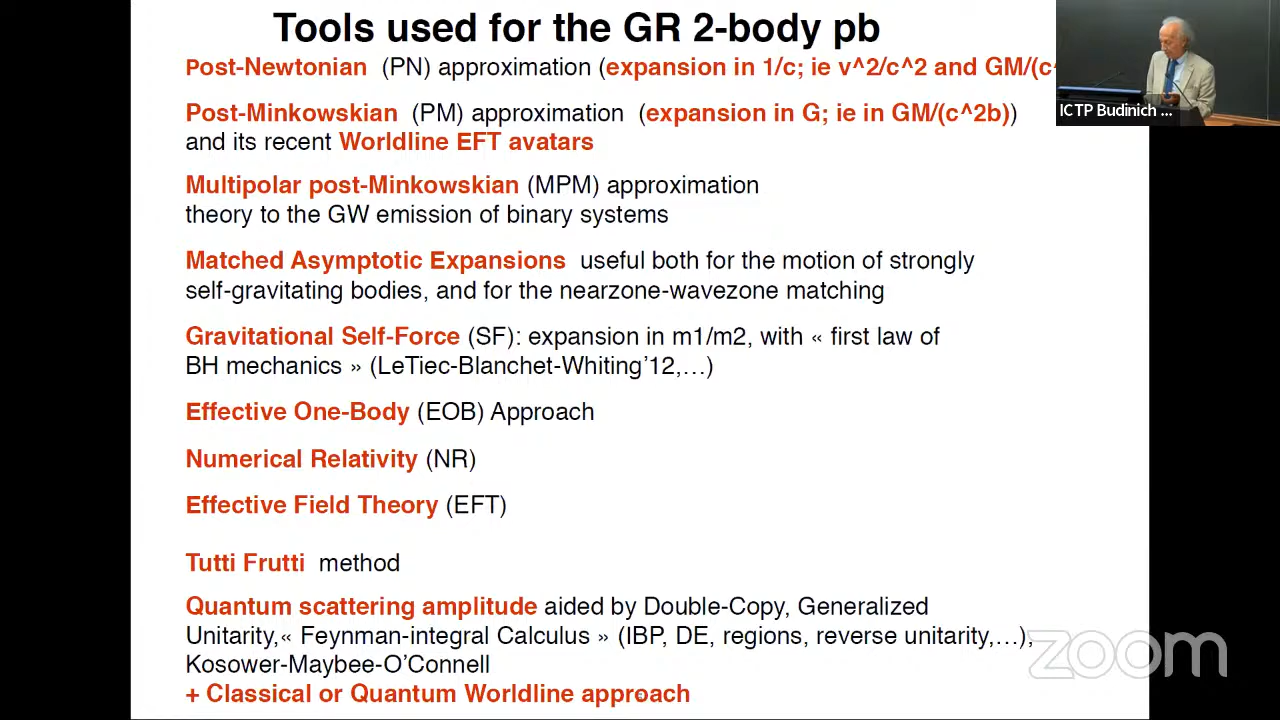 Tools used for the GR 2-body pb
Post-Newtonian (PN) approximation (expansion in 1/c; ie v^2/c^2 and GM/(c^
ICTP Budinich ...
Post-Minkowskian (PM) approximation (expansion in G; ie in GM/(c^2b))
and its recent Worldline EFT avatars
Multipolar post-Minkowskian (MPM) approximation
theory to the GW emission of binary systems
Matched Asymptotic Expansions useful both for the motion of strongly
self-gravitating bodies, and for the nearzone-wavezone matching
Gravitational Self-Force (SF): expansion in m1/m2, with « first law of
BH mechanics » (LeTiec-Blanchet-Whiting’12,…)
Effective One-Body (EOB) Approach
Numerical Relativity (NR)
Effective Field Theory (EFT)
Tutti Frutti method
Quantum scattering amplitude aided by Double-Copy, Generalized
Unitarity,« Feynman-integral Calculus » (IBP, DE, regions, reverse unitarity,…),
Kosower-Maybee-O’Connell
+ Classical or Quantum Worldline approach
zoom